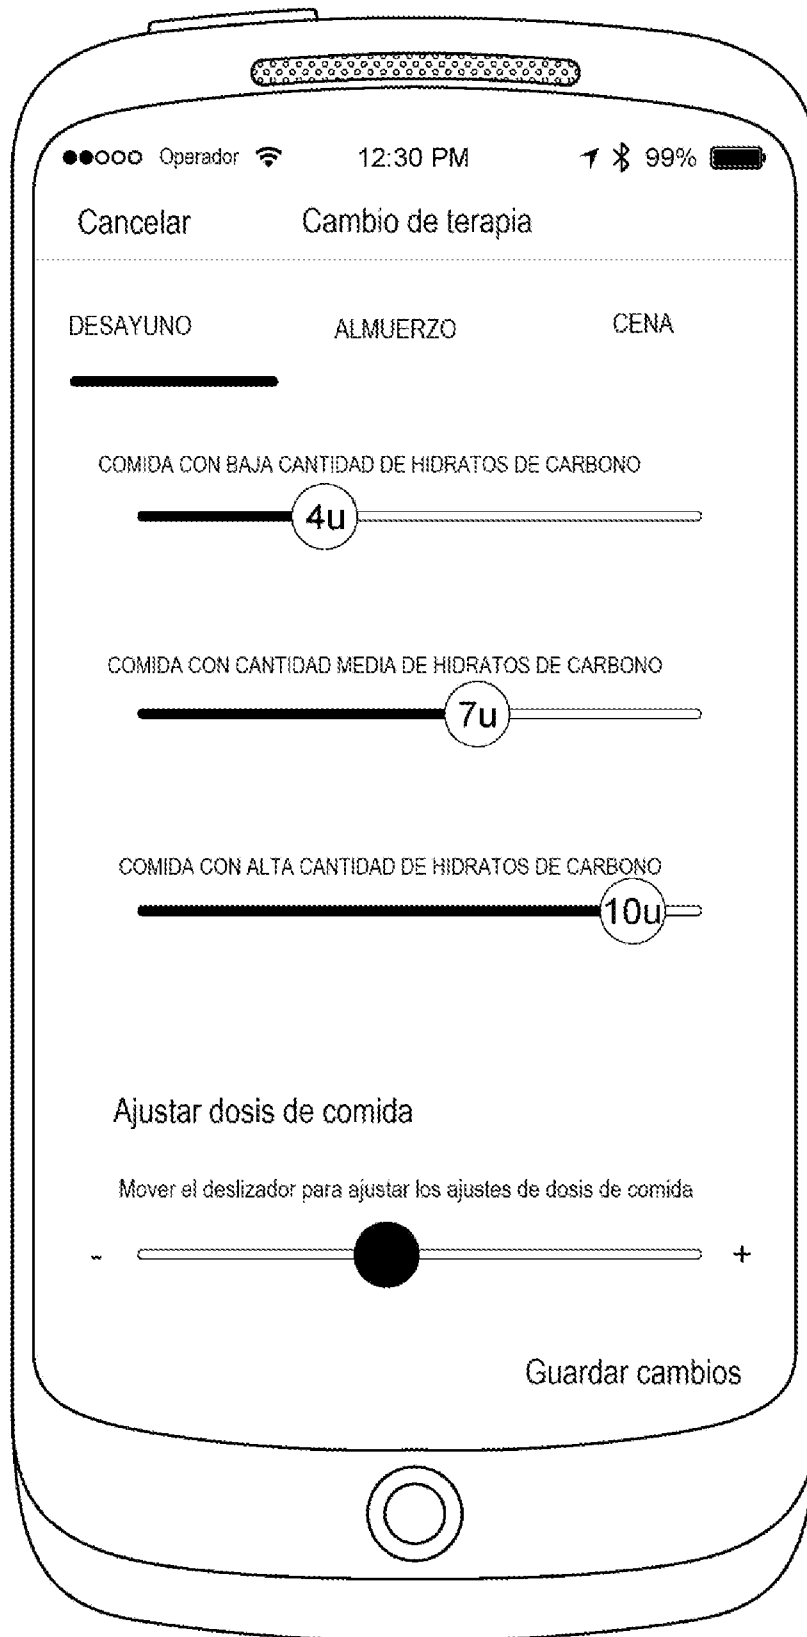 Operador 12:30 PM 99%
Cancelar Cambio de terapia
DESAYUNO ALMUERZO CENA
COMIDA CON BAJA CANTIDAD DE HIDRATOS DE CARBONO
4u
COMIDA CON CANTIDAD MEDIA DE HIDRATOS DE CARBONO
7u
COMIDA CON ALTA CANTIDAD DE HIDRATOS DE CARBONO
10u
Ajustar dosis de comida
Mover el deslizador para ajustar los ajustes de dosis de comida
- +
Guardar cambios